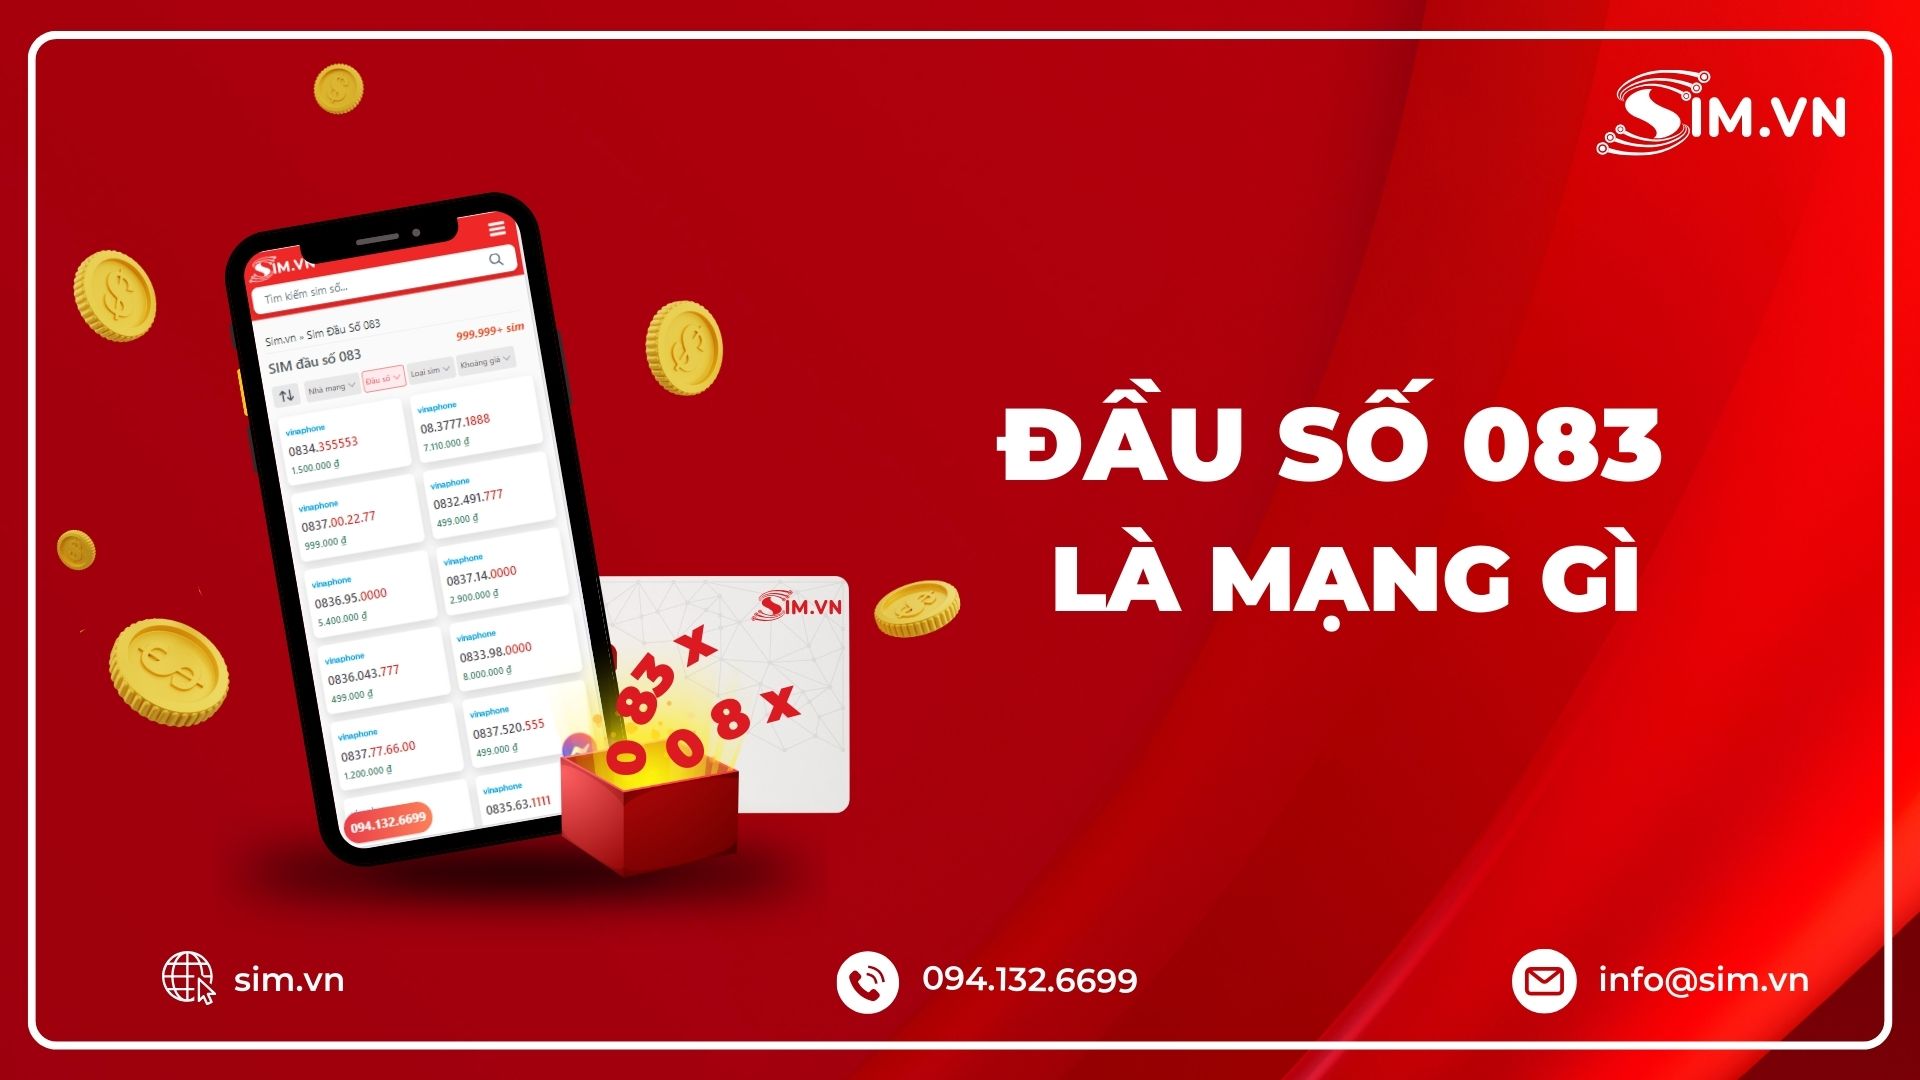 SIM.VN
SIM.VN
Tìm kiếm sim số...
Sim.vn » Sim Đầu Số 083
SIM đầu số 083
999.999+ sim
Nhà mạng
Đầu số
Loại sim
Khoảng giá
vinaphone
0834.355553
1.500.000 ₫
vinaphone
08.3777.1888
7.110.000 ₫
vinaphone
0837.00.22.77
999.000 ₫
vinaphone
0832.491.777
499.000 ₫
vinaphone
0836.95.0000
5.400.000 ₫
vinaphone
0837.14.0000
2.900.000 ₫
vinaphone
0836.043.777
499.000 ₫
vinaphone
0833.98.0000
8.000.000 ₫
vinaphone
0837.77.66.00
1.200.000 ₫
vinaphone
0837.520.555
499.000 ₫
vinaphone
0835.63.1111
094.132.6699
SIM.VN
083x
08x
ĐẦU SỐ 083
LÀ MẠNG GÌ
sim.vn
094.132.6699
info@sim.vn